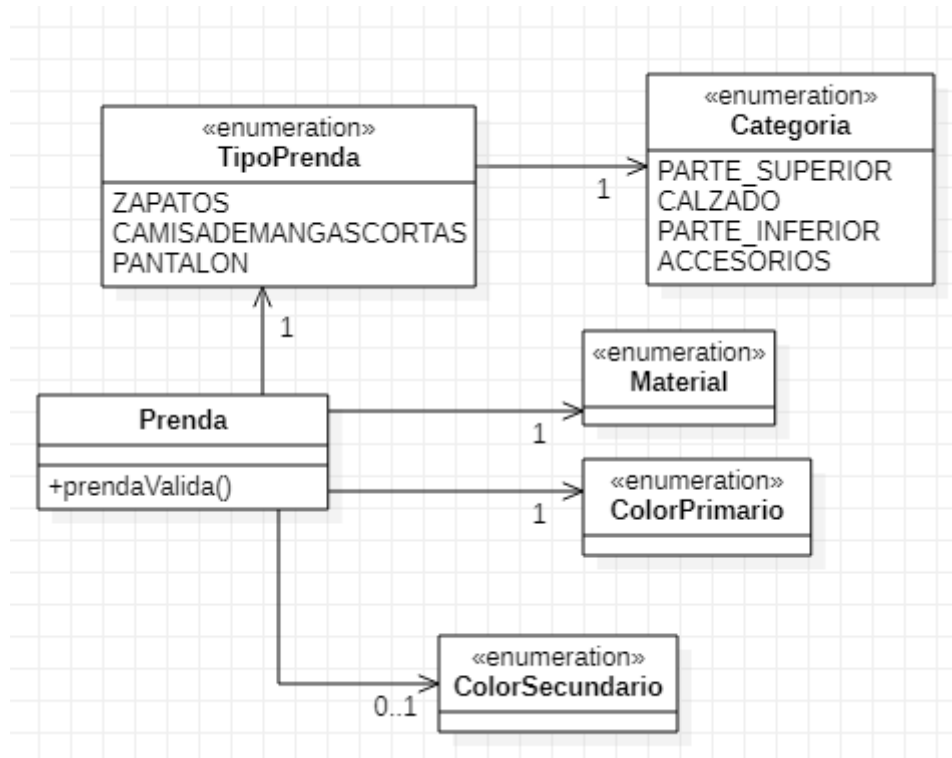 «enumeration»
TipoPrenda
ZAPATOS
CAMISADEMANGASCORTAS
PANTALON
1
«enumeration»
Categoria
PARTE_SUPERIOR
CALZADO
PARTE_INFERIOR
ACCESORIOS
1
«enumeration»
Material
1
Prenda
+prendaValida()
«enumeration»
ColorPrimario
1
«enumeration»
ColorSecundario
0..1